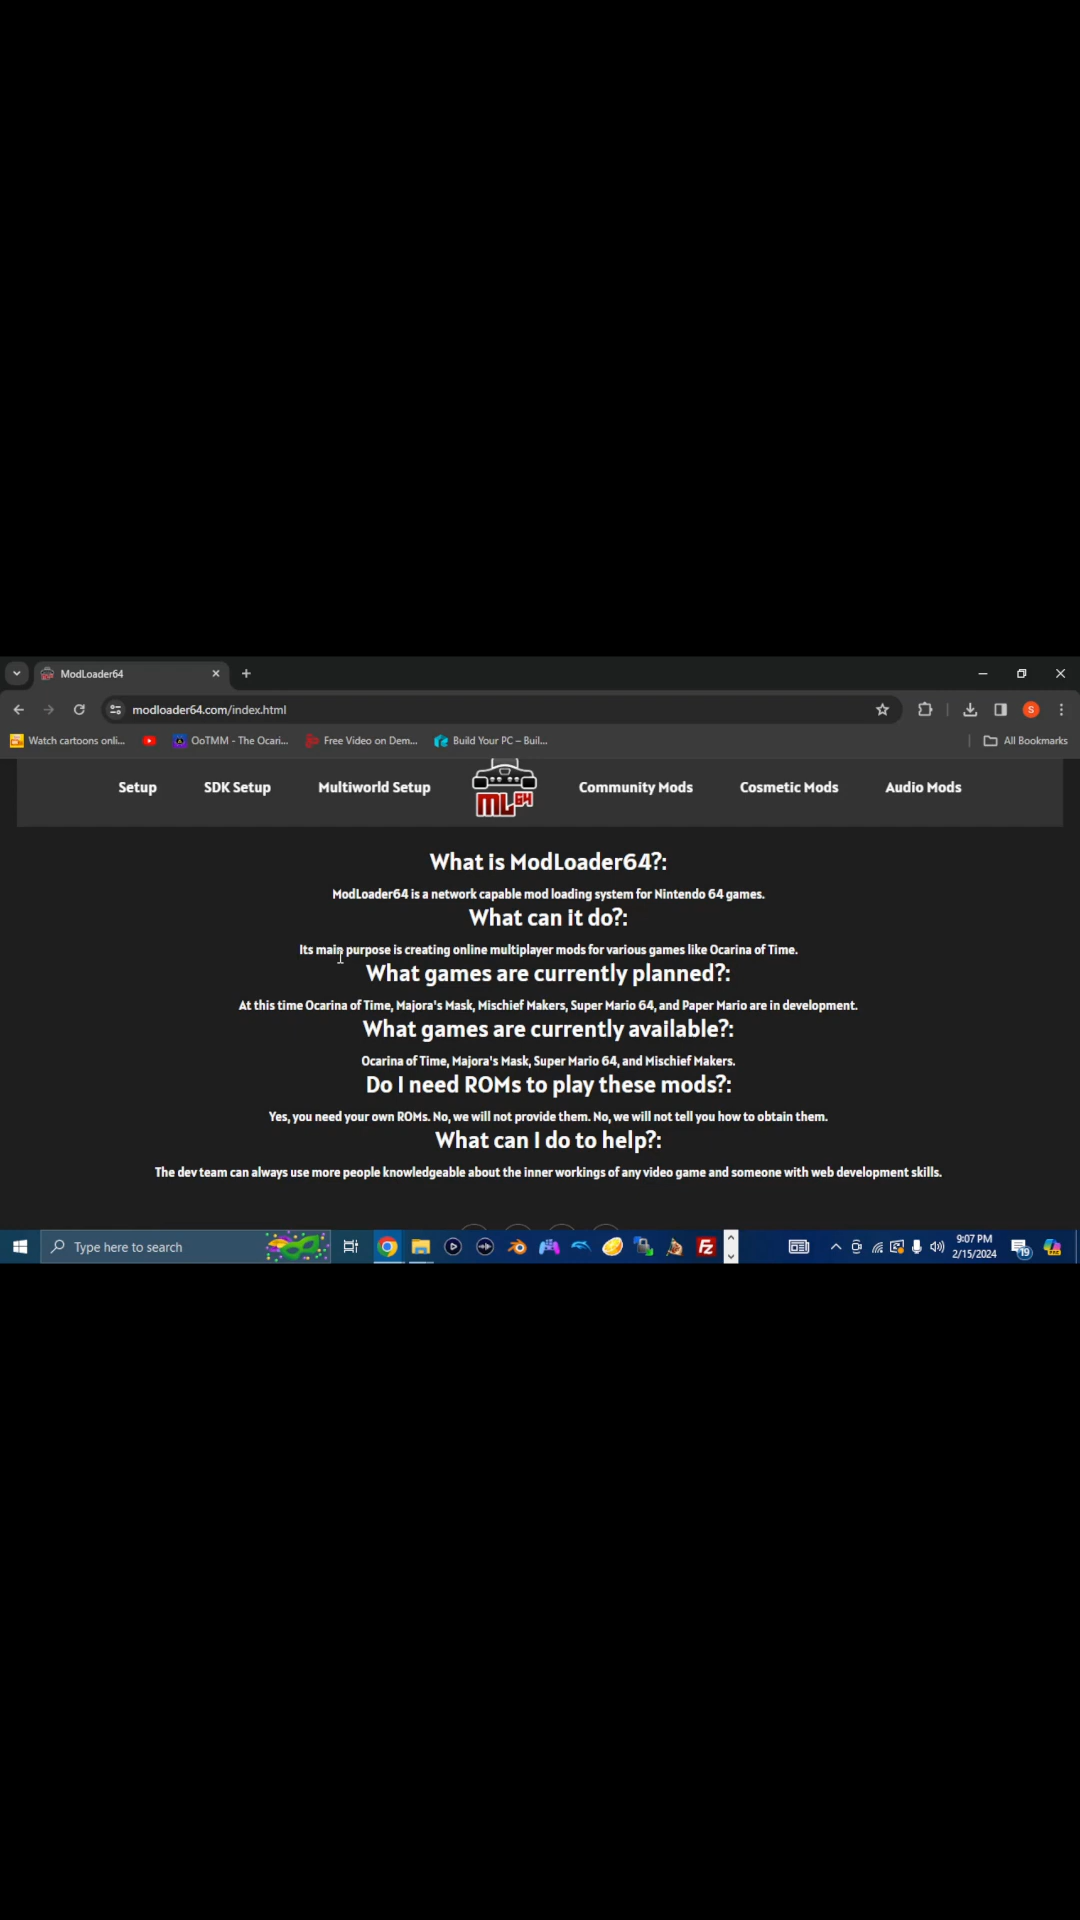 ModLoader64
modloader64.com/index.html
Watch cartoons onli...
OoTMM - The Ocari...
Free Video on Dem...
Build Your PC – Buil...
All Bookmarks
Setup
SDK Setup
Multiworld Setup
ML64
Community Mods
Cosmetic Mods
Audio Mods
What is ModLoader64?:
ModLoader64 is a network capable mod loading system for Nintendo 64 games.
What can it do?:
Its main purpose is creating online multiplayer mods for various games like Ocarina of Time.
What games are currently planned?:
At this time Ocarina of Time, Majora's Mask, Mischief Makers, Super Mario 64, and Paper Mario are in development.
What games are currently available?:
Ocarina of Time, Majora's Mask, Super Mario 64, and Mischief Makers.
Do I need ROMs to play these mods?:
Yes, you need your own ROMs. No, we will not provide them. No, we will not tell you how to obtain them.
What can I do to help?:
The dev team can always use more people knowledgeable about the inner workings of any video game and someone with web development skills.
Type here to search
Fz
9:07 PM
2/15/2024
19